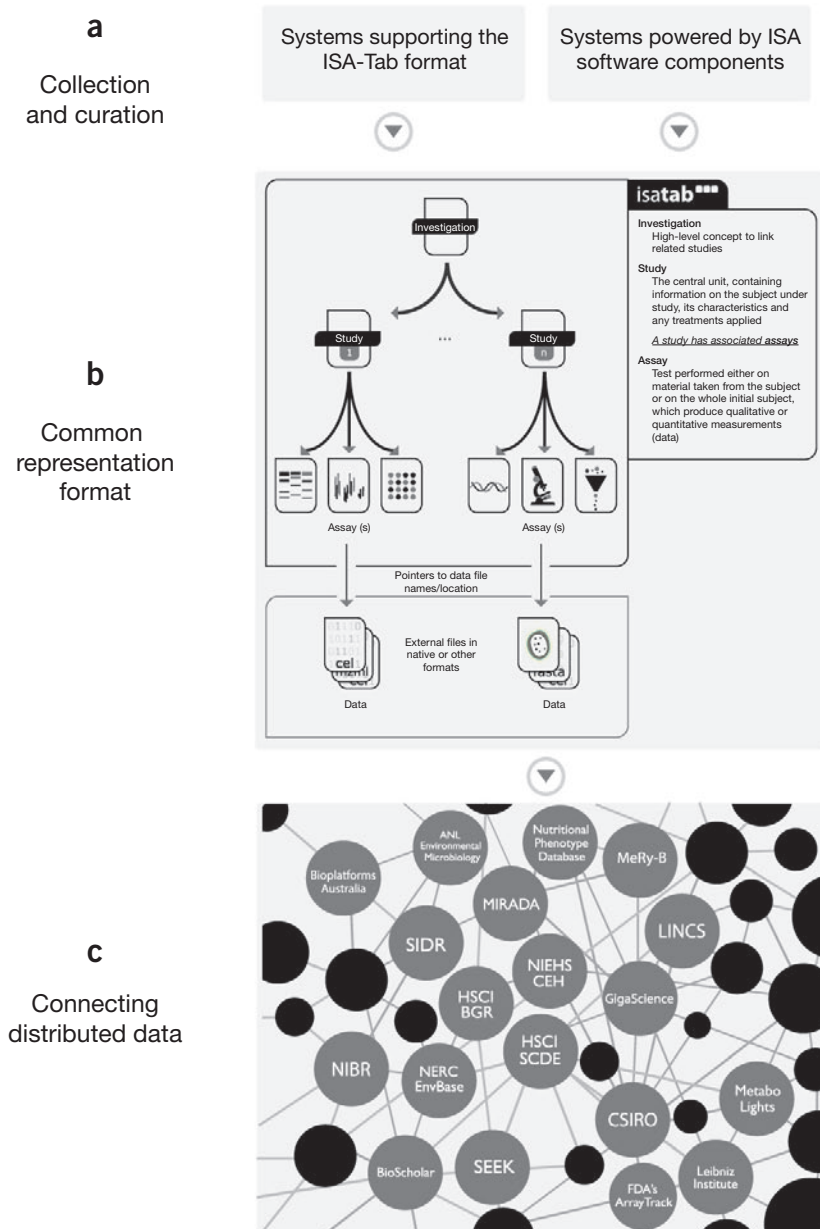 a
Collection
and curation
Systems supporting the
ISA-Tab format
Systems powered by ISA
software components
b
Common
representation
format
Investigation
Study
1
...
Study
n
Assay (s)
Assay (s)
Pointers to data file
names/location
External files in
native or other
formats
cel
Data
fasta
Data
isatab
Investigation
High-level concept to link
related studies
Study
The central unit, containing
information on the subject under
study, its characteristics and
any treatments applied
A study has associated assays
Assay
Test performed either on
material taken from the subject
or on the whole initial subject,
which produce qualitative or
quantitative measurements
(data)
c
Connecting
distributed data
ANL
Environmental
Microbiology
Nutritional
Phenotype
Database
MeRy-B
Bioplatforms
Australia
MIRADA
LINCS
SIDR
NIEHS
CEH
HSCI
BGR
GigaScience
HSCI
SCDE
NIBR
NERC
EnvBase
Metabo
Lights
CSIRO
BioScholar
SEEK
Leibniz
Institute
FDA's
ArrayTrack